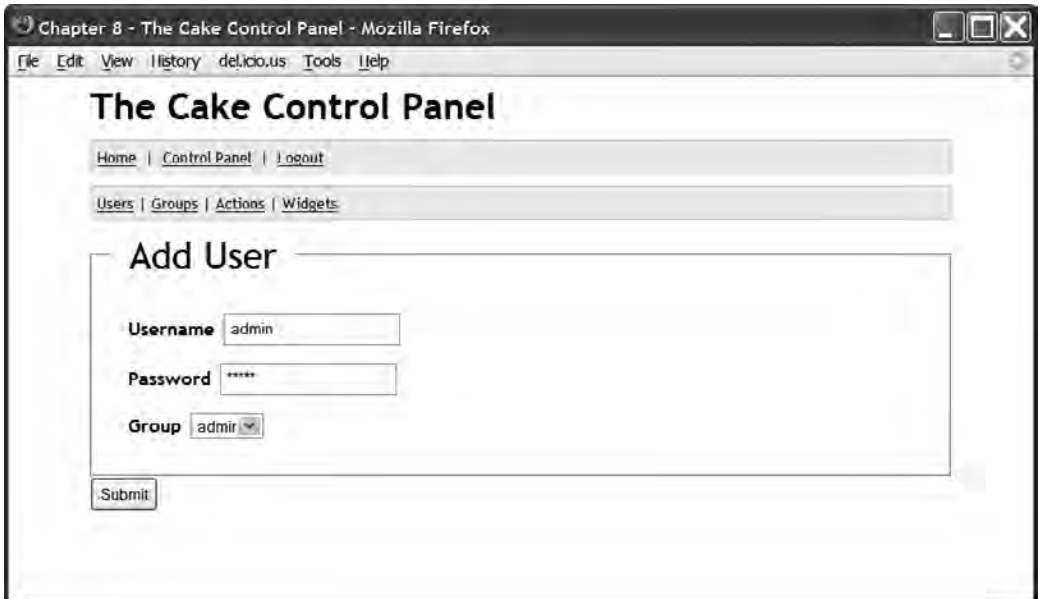 Chapter 8 - The Cake Control Panel - Mozilla Firefox
File Edit View History del.icio.us Tools Help
The Cake Control Panel
Home | Control Panel | Logout
Users | Groups | Actions | Widgets
Add User
Username admin
Password *****
Group admin
Submit